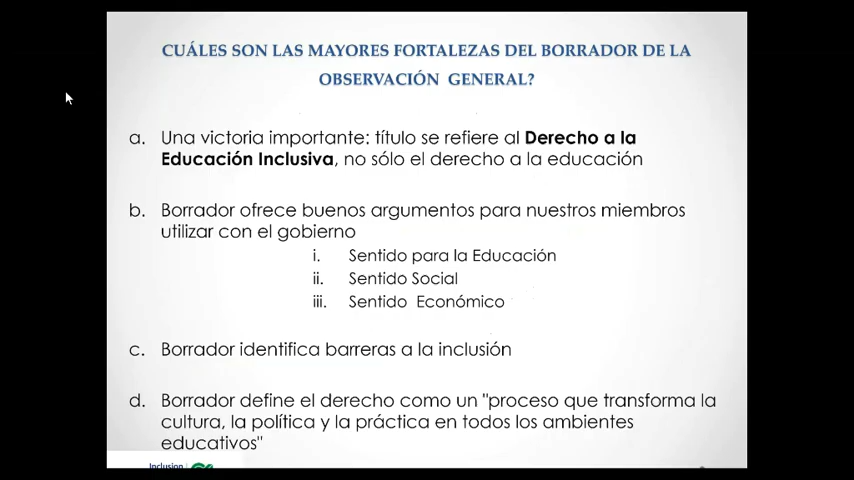 CUÁLES SON LAS MAYORES FORTALEZAS DEL BORRADOR DE LA
OBSERVACIÓN GENERAL?
a. Una victoria importante: título se refiere al Derecho a la
Educación Inclusiva, no sólo el derecho a la educación
b. Borrador ofrece buenos argumentos para nuestros miembros
utilizar con el gobierno
i. Sentido para la Educación
ii. Sentido Social
iii. Sentido Económico
c. Borrador identifica barreras a la inclusión
d. Borrador define el derecho como un "proceso que transforma la
cultura, la política y la práctica en todos los ambientes
educativos"
Inclusion